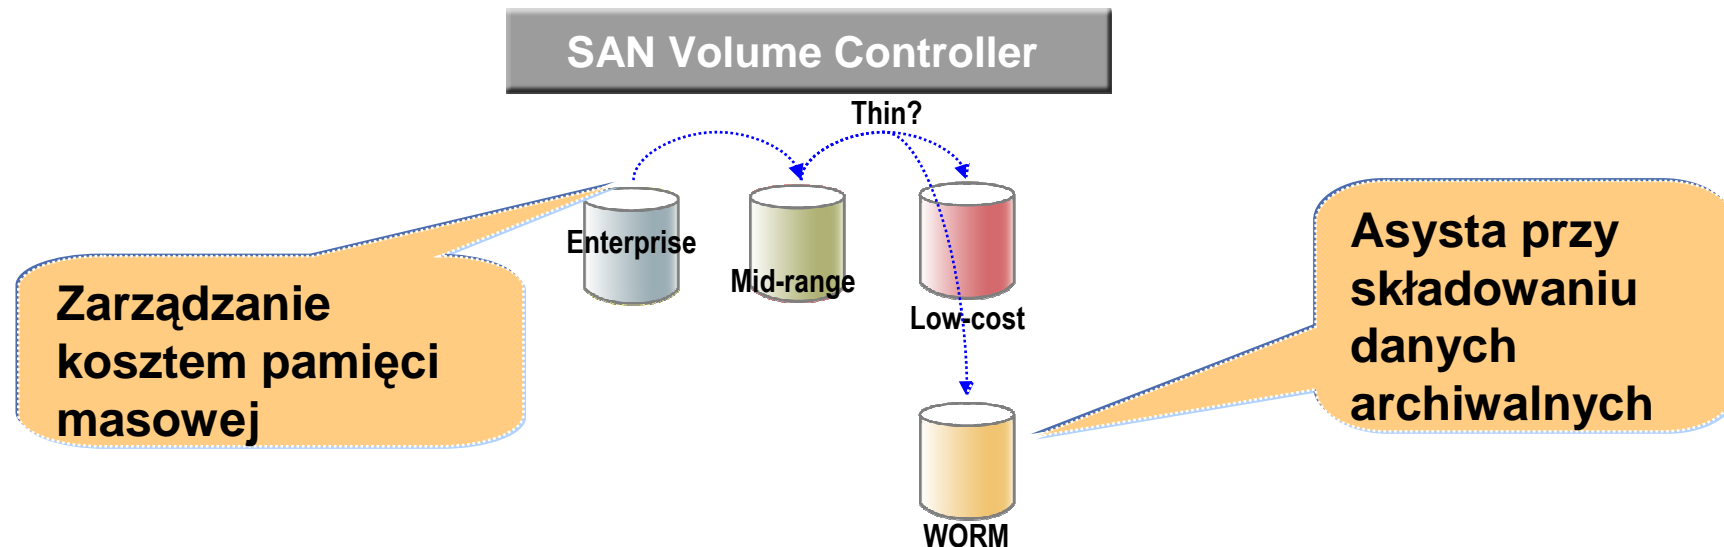 SAN Volume Controller
Thin?
Enterprise
Mid-range
Low-cost
WORM
Zarządzanie
kosztem pamięci
masowej
Asysta przy
składowaniu
danych
archiwalnych